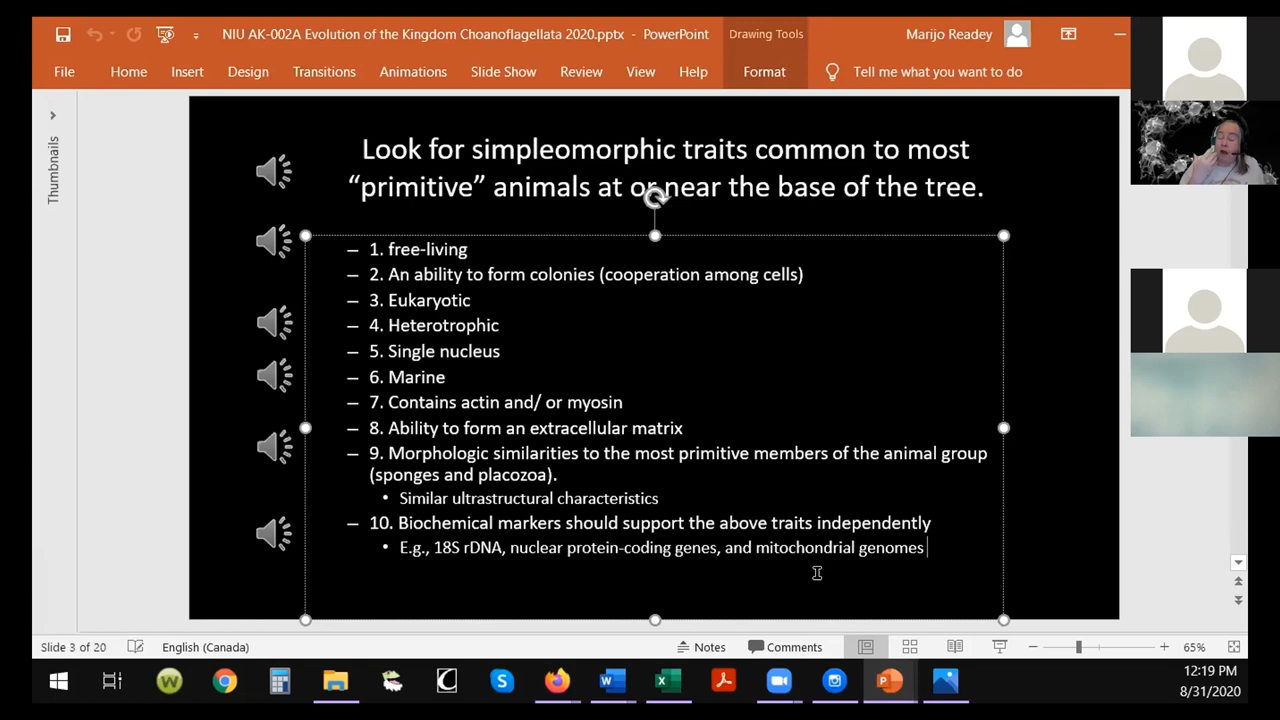 NIU AK-002A Evolution of the Kingdom Choanoflagellata 2020.pptx - PowerPoint
Drawing Tools
Marijo Readey
File
Home
Insert
Design
Transitions
Animations
Slide Show
Review
View
Help
Format
Tell me what you want to do
Thumbnails
Look for simpleomorphic traits common to most
“primitive” animals at or near the base of the tree.
– 1. free-living
– 2. An ability to form colonies (cooperation among cells)
– 3. Eukaryotic
– 4. Heterotrophic
– 5. Single nucleus
– 6. Marine
– 7. Contains actin and/ or myosin
– 8. Ability to form an extracellular matrix
– 9. Morphologic similarities to the most primitive members of the animal group
(sponges and placozoa).
• Similar ultrastructural characteristics
– 10. Biochemical markers should support the above traits independently
• E.g., 18S rDNA, nuclear protein-coding genes, and mitochondrial genomes
Slide 3 of 20
English (Canada)
Notes
Comments
65%
12:19 PM
8/31/2020